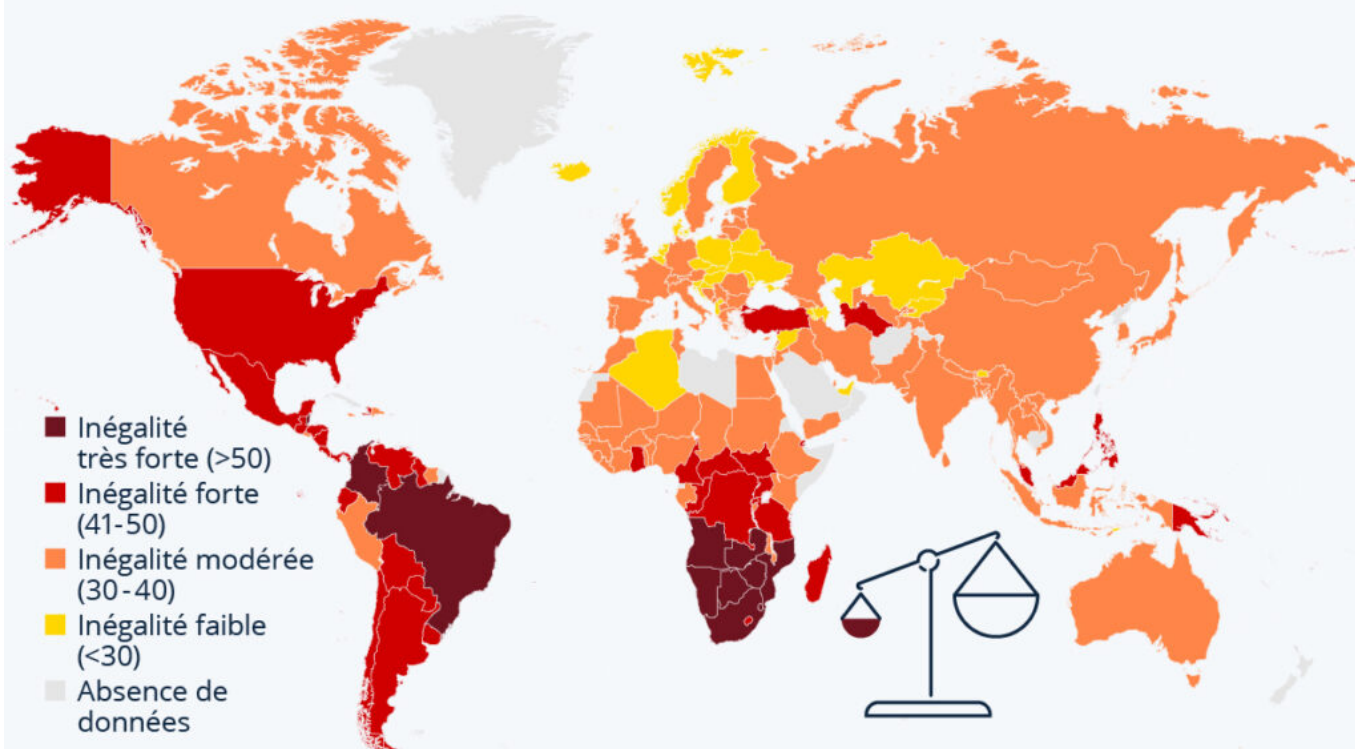 Inégalité
très forte (>50)
Inégalité forte
(41-50)
Inégalité modérée
(30-40)
Inégalité faible
(<30)
Absence de
données